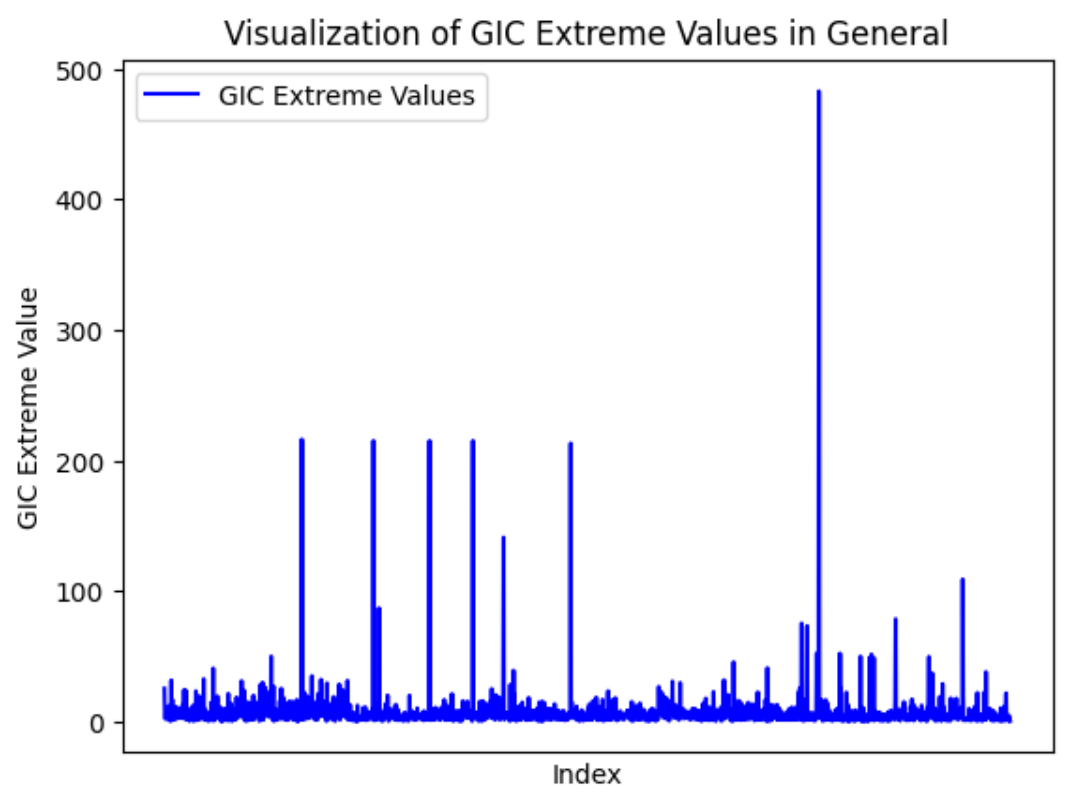 Visualization of GIC Extreme Values in General
GIC Extreme Values
500
400
300
200
100
0
GIC Extreme Value
Index